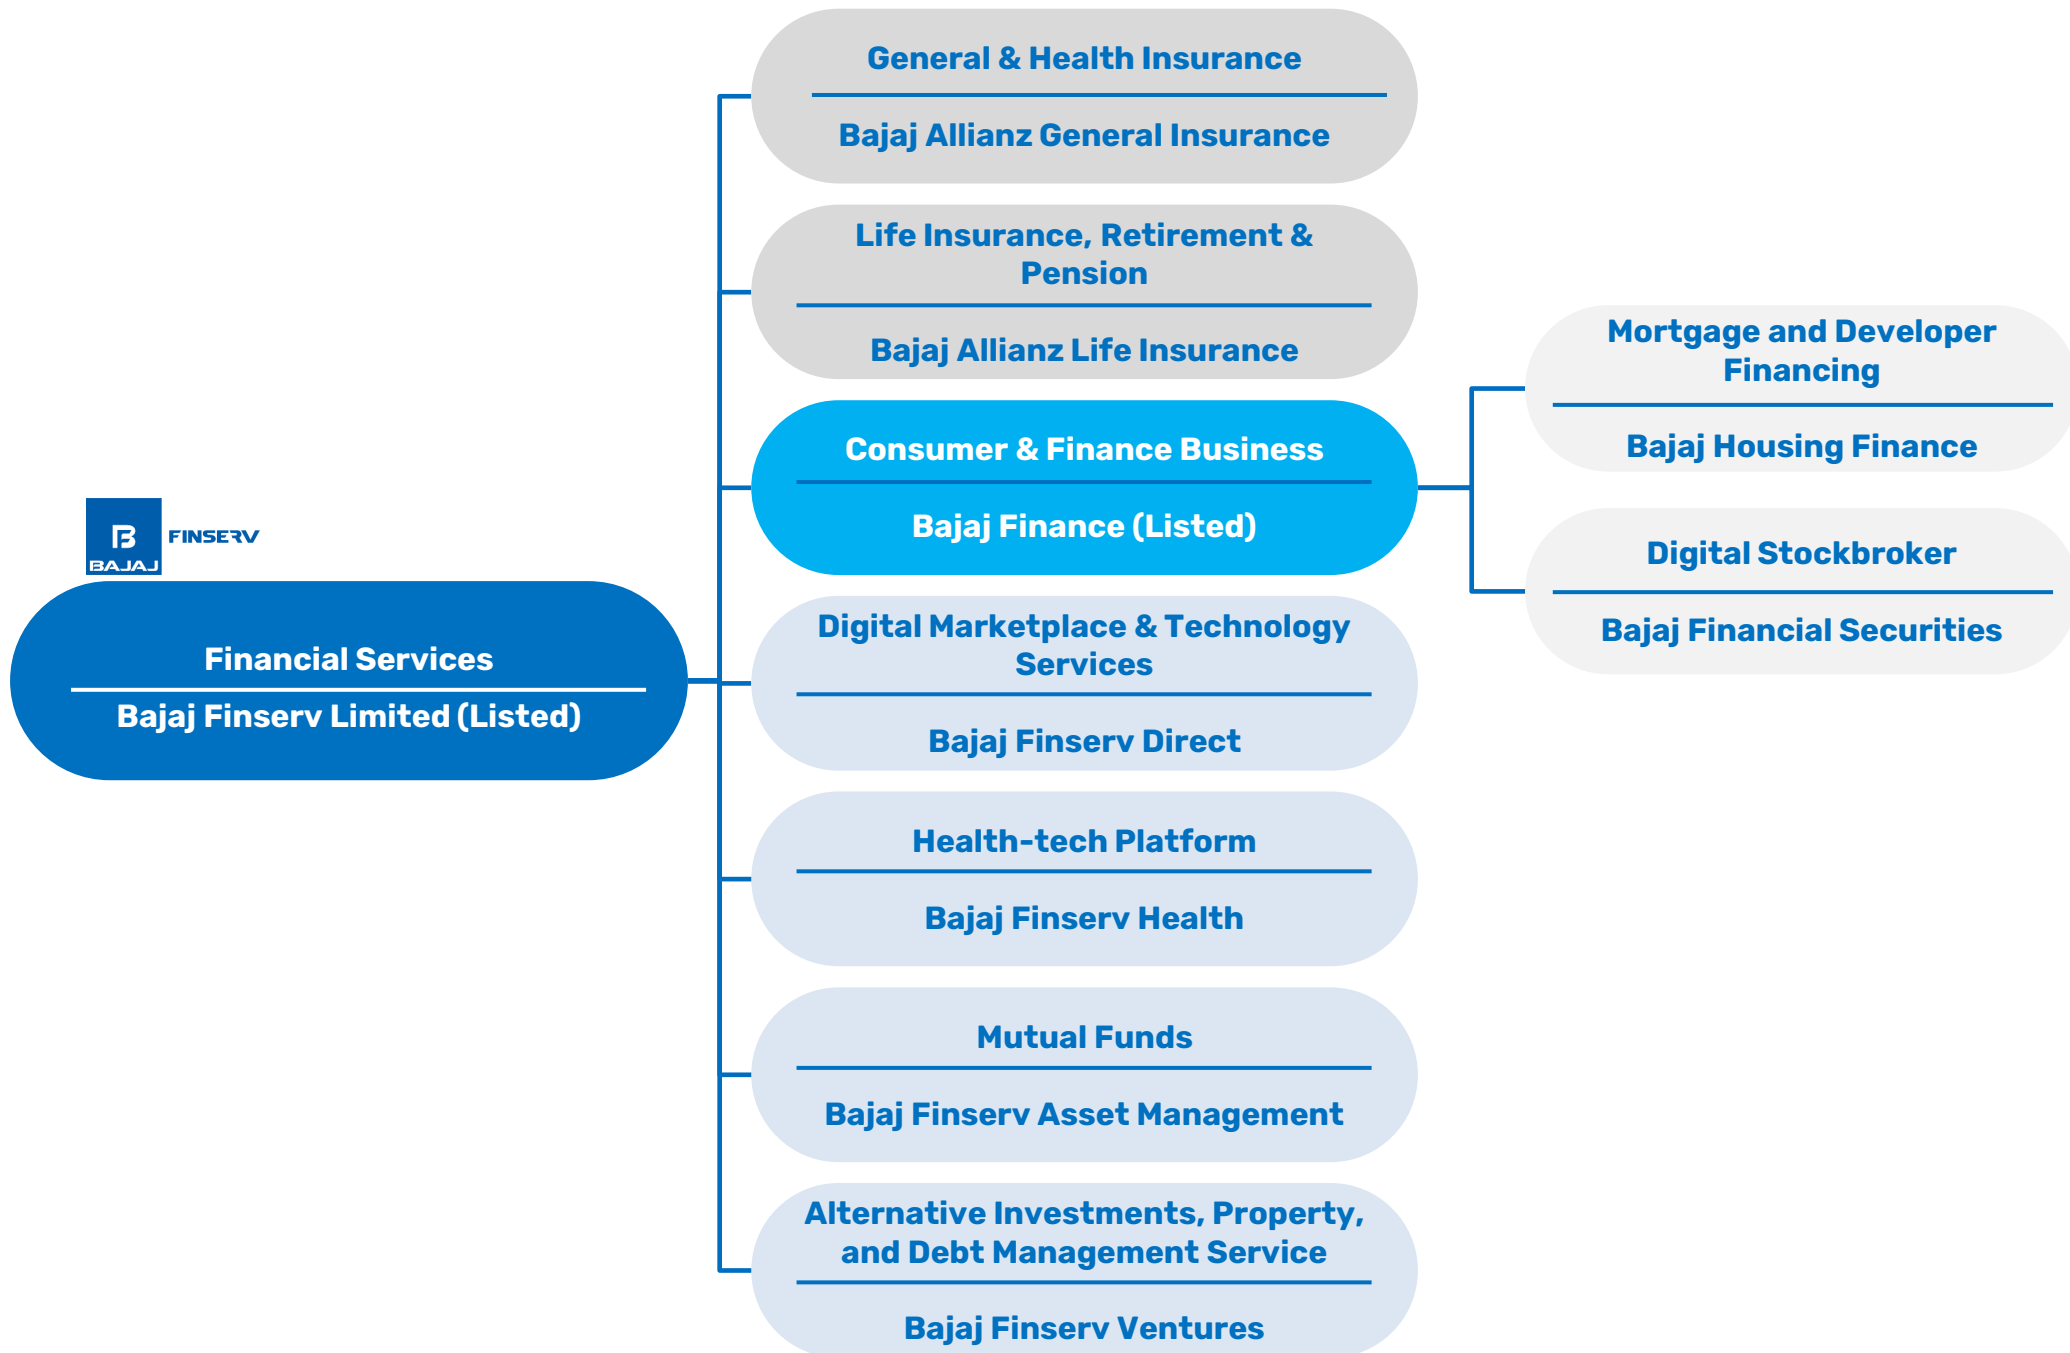 B
BAJAJ
FINSERV
Financial Services
Bajaj Finserv Limited (Listed)
General & Health Insurance
Bajaj Allianz General Insurance
Life Insurance, Retirement &
Pension
Bajaj Allianz Life Insurance
Consumer & Finance Business
Bajaj Finance (Listed)
Digital Marketplace & Technology
Services
Bajaj Finserv Direct
Health-tech Platform
Bajaj Finserv Health
Mutual Funds
Bajaj Finserv Asset Management
Alternative Investments, Property,
and Debt Management Service
Bajaj Finserv Ventures
Mortgage and Developer
Financing
Bajaj Housing Finance
Digital Stockbroker
Bajaj Financial Securities